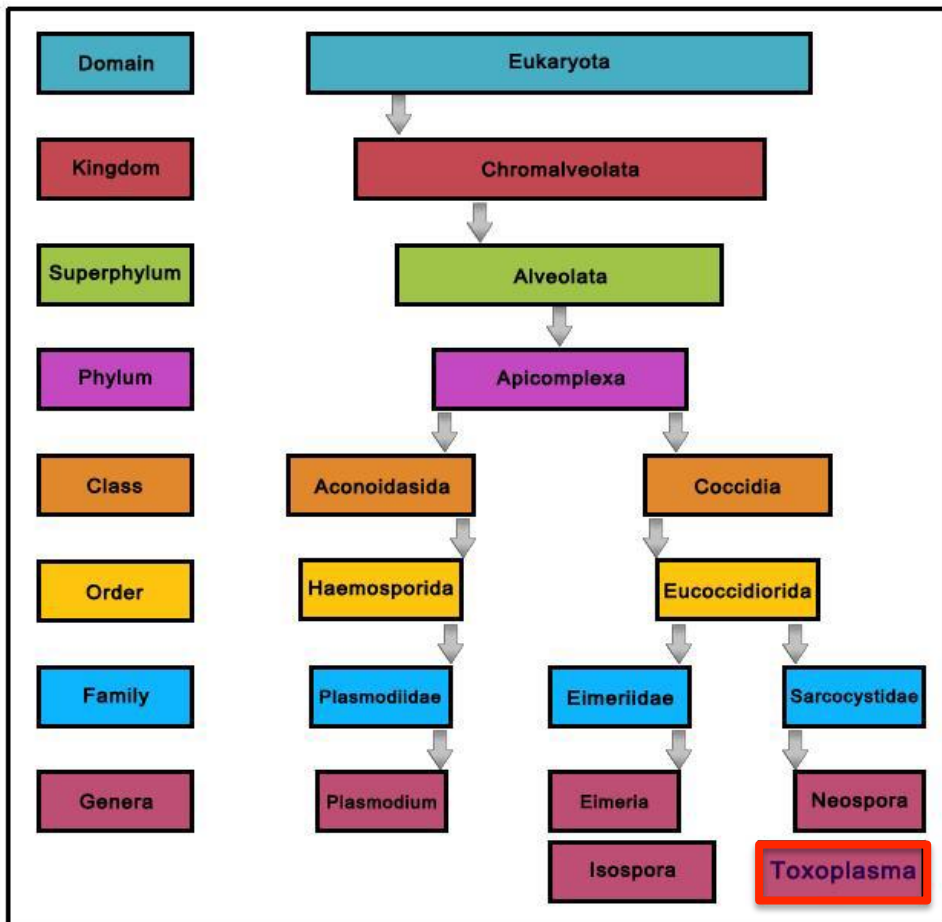 Domain
Eukaryota
Kingdom
Chromalveolata
Superphylum
Alveolata
Phylum
Apicomplexa
Class
Aconoidasida
Coccidia
Order
Haemosporida
Eucoccidiorida
Family
Plasmodiidae
Eimeriidae
Sarcocystidae
Genera
Plasmodium
Eimeria
Neospora
Isospora
Toxoplasma